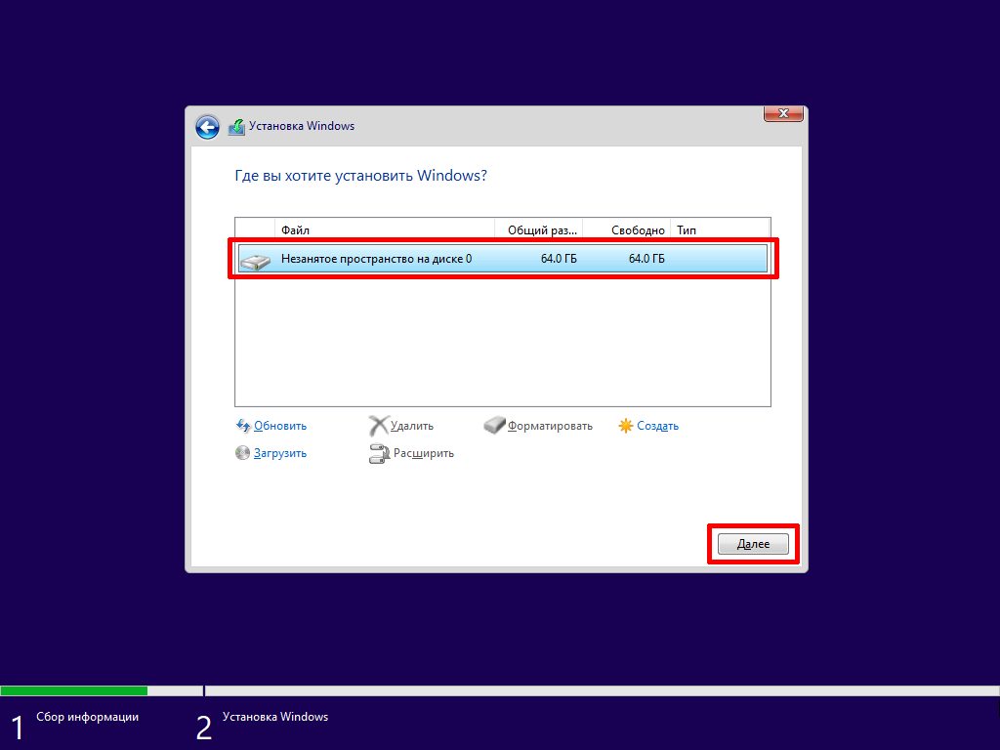 Установка Windows
Где вы хотите установить Windows?
Файл Общий раз... Свободно Тип
Незанятое пространство на диске 0 64.0 ГБ 64.0 ГБ
Обновить Удалить Форматировать Создать
Загрузить Расширить
Далее
1 Сбор информации 2 Установка Windows